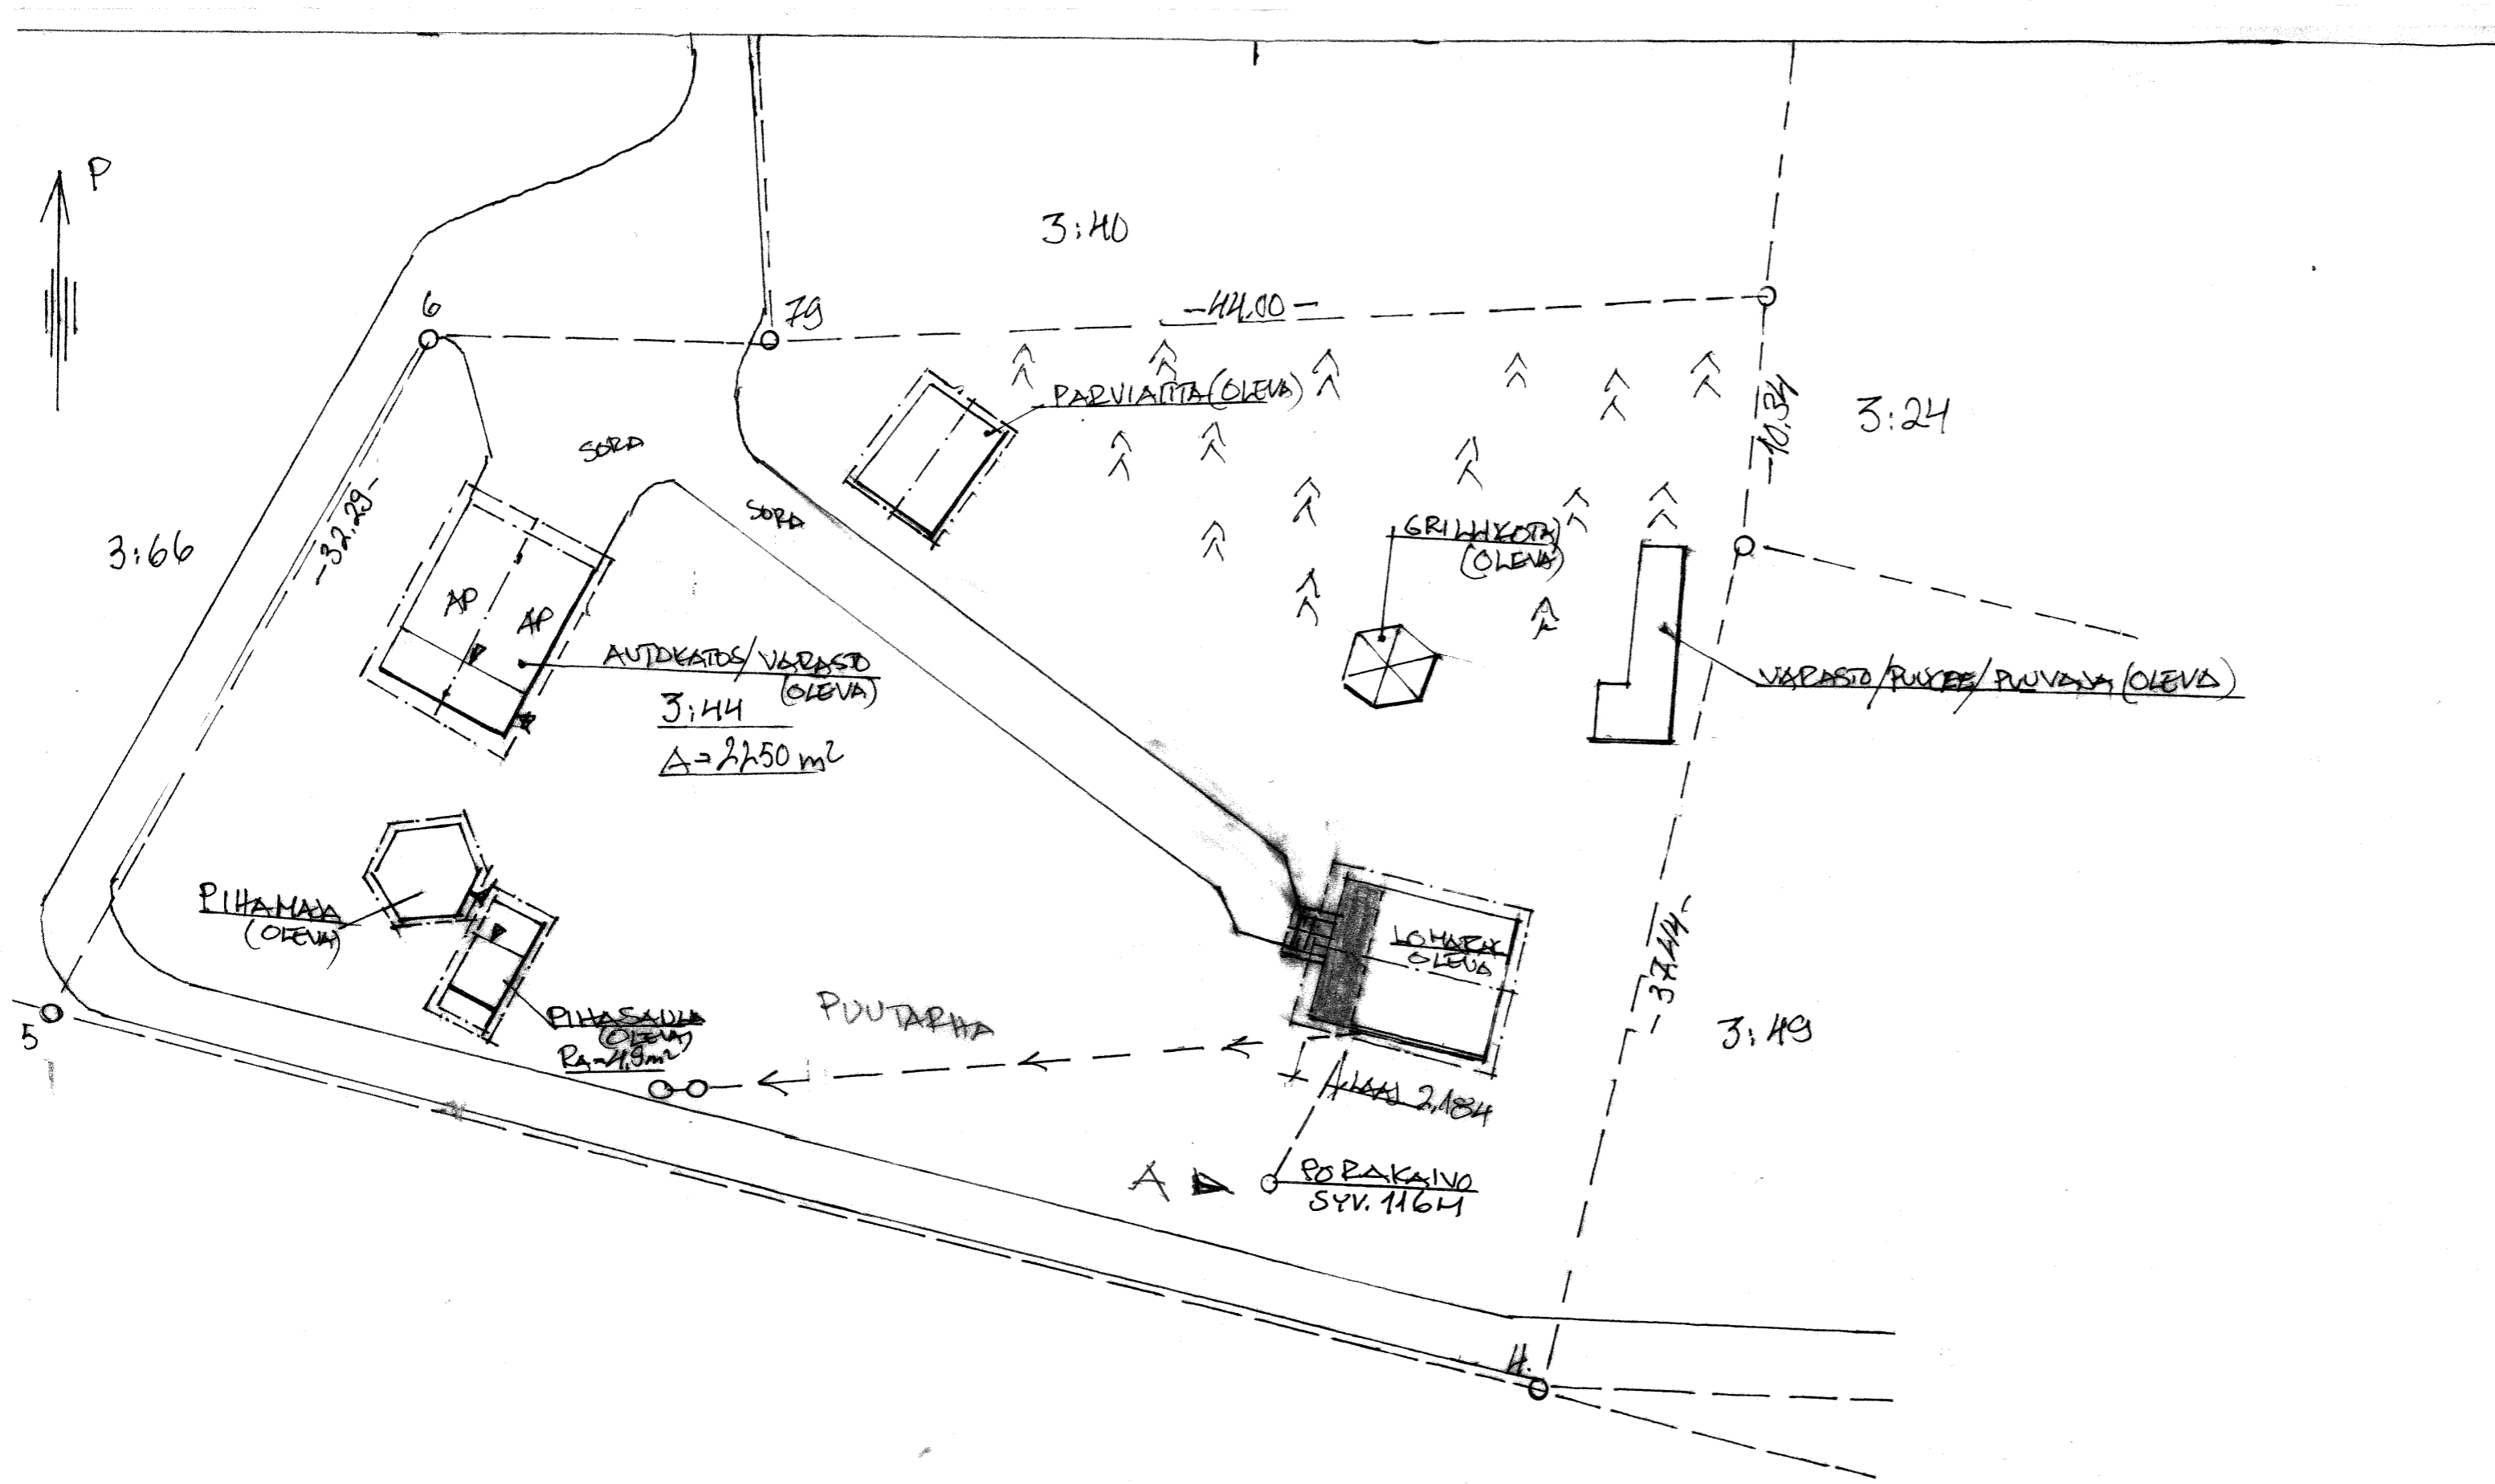 P
3:40
6
79
-44.00-
PARVIAITTA (OLEVA)
-10.34-
3:24
SORA
SORA
-32.29-
GRILLIKOTA
(OLEVA)
3:66
AP
AP
AUTOKATOS/VARASTO
(OLEVA)
VARASTO/PUUCEE/PUUVAJA (OLEVA)
3:44
A=2250 m²
PIHAMAJA
(OLEVA)
LOMARAK
OLEVA
-37.44-
PIHASAUNA
(OLEVA)
PUUTARHA
5
3:49
2,184
A
PORAKAIVO
SYV. 116M
4.